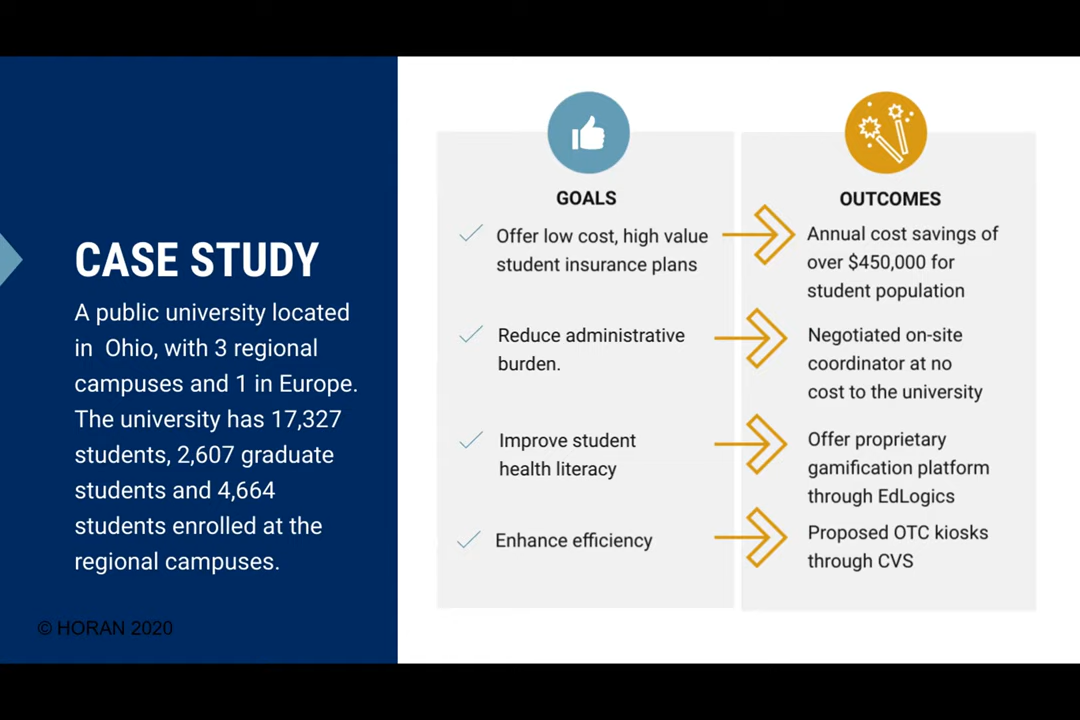 CASE STUDY
A public university located
in Ohio, with 3 regional
campuses and 1 in Europe.
The university has 17,327
students, 2,607 graduate
students and 4,664
students enrolled at the
regional campuses.
© HORAN 2020
GOALS
Offer low cost, high value
student insurance plans
Reduce administrative
burden.
Improve student
health literacy
Enhance efficiency
OUTCOMES
Annual cost savings of
over $450,000 for
student population
Negotiated on-site
coordinator at no
cost to the university
Offer proprietary
gamification platform
through EdLogics
Proposed OTC kiosks
through CVS